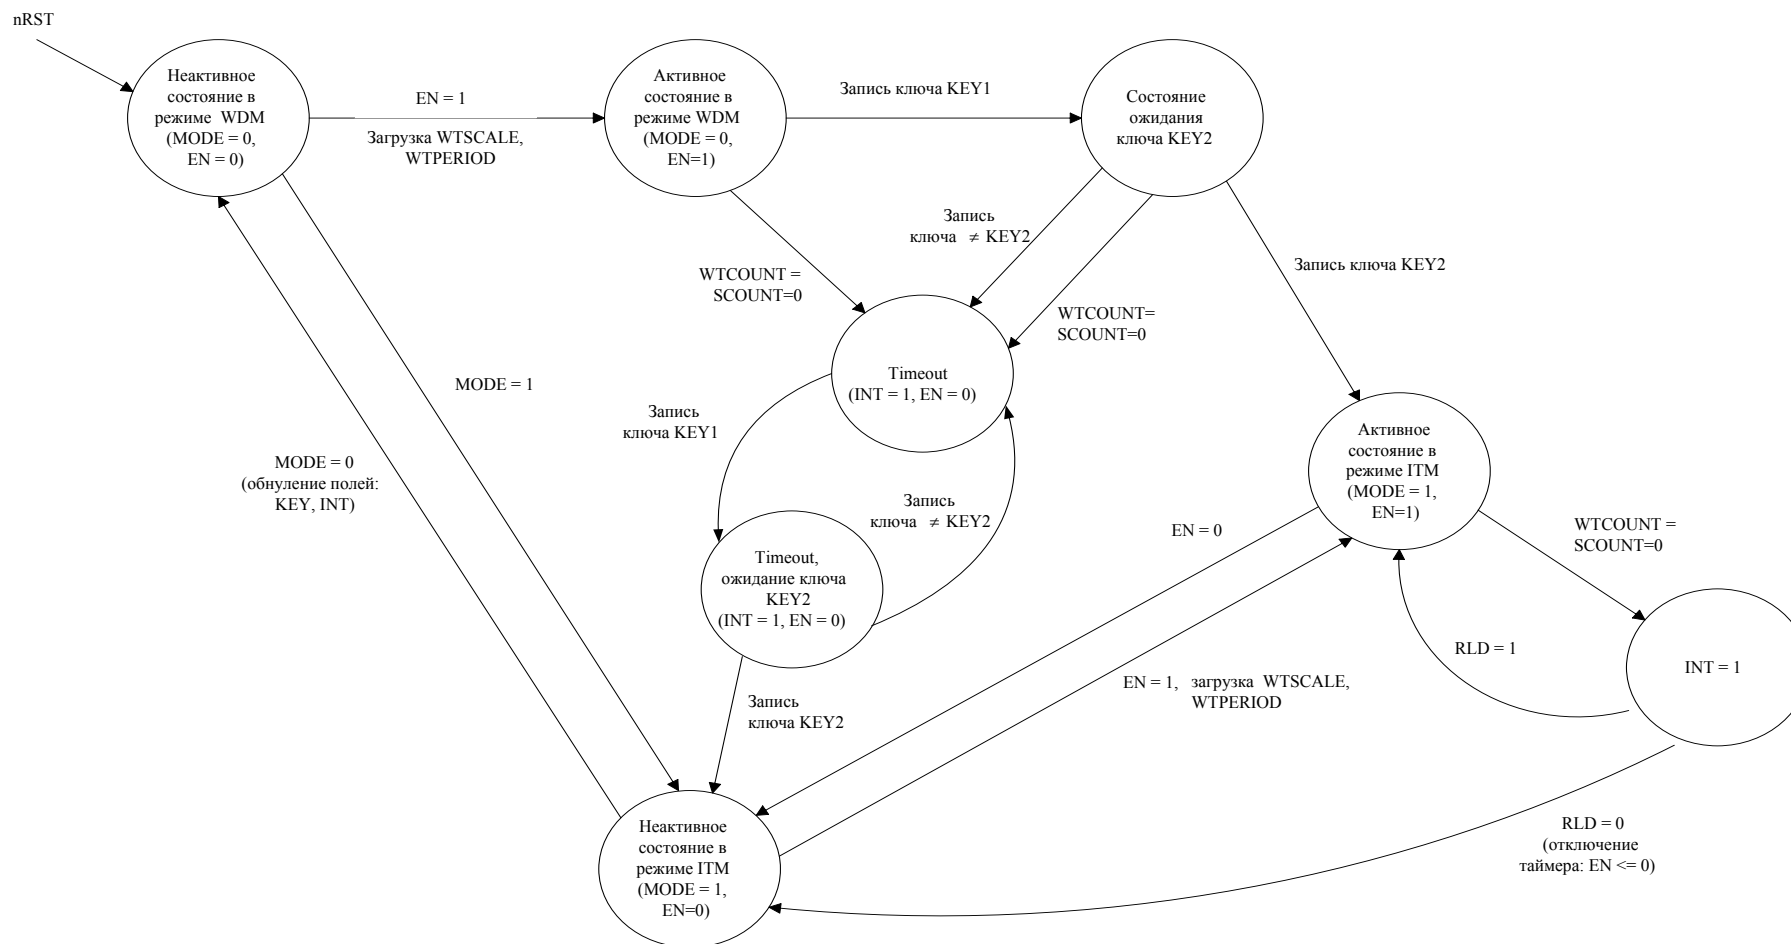 nRST
Неактивное
состояние в
режиме WDM
(MODE = 0,
EN = 0)
EN = 1
Загрузка WTSCALE,
WTPERIOD
Активное
состояние в
режиме WDM
(MODE = 0,
EN=1)
Запись ключа KEY1
Состояние
ожидания
ключа KEY2
Запись
ключа ≠ KEY2
WTCOUNT =
SCOUNT=0
WTCOUNT=
SCOUNT=0
Запись ключа KEY2
Timeout
(INT = 1, EN = 0)
MODE = 1
Запись
ключа KEY1
MODE = 0
(обнуление полей:
KEY, INT)
Запись
ключа ≠ KEY2
Активное
состояние в
режиме ITM
(MODE = 1,
EN=1)
EN = 0
WTCOUNT =
SCOUNT=0
Timeout,
ожидание ключа
KEY2
(INT = 1, EN = 0)
RLD = 1
INT = 1
EN = 1, загрузка WTSCALE,
WTPERIOD
Запись
ключа KEY2
Неактивное
состояние в
режиме ITM
(MODE = 1,
EN=0)
RLD = 0
(отключение
таймера: EN <= 0)